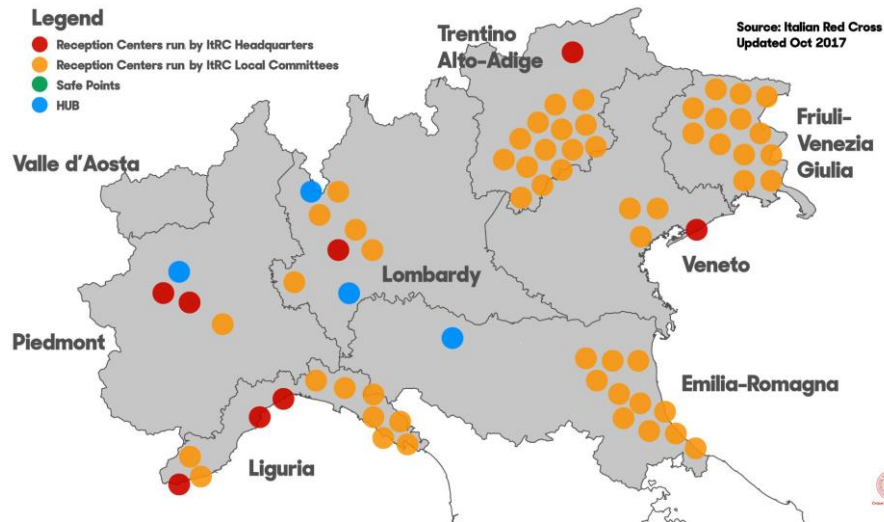 Legend
Reception Centers run by ItRC Headquarters
Reception Centers run by ItRC Local Committees
Safe Points
HUB
Trentino
Alto-Adige
Source: Italian Red Cross
Updated Oct 2017
Friuli-
Venezia
Giulia
Valle d'Aosta
Lombardy
Veneto
Piedmont
Emilia-Romagna
Liguria